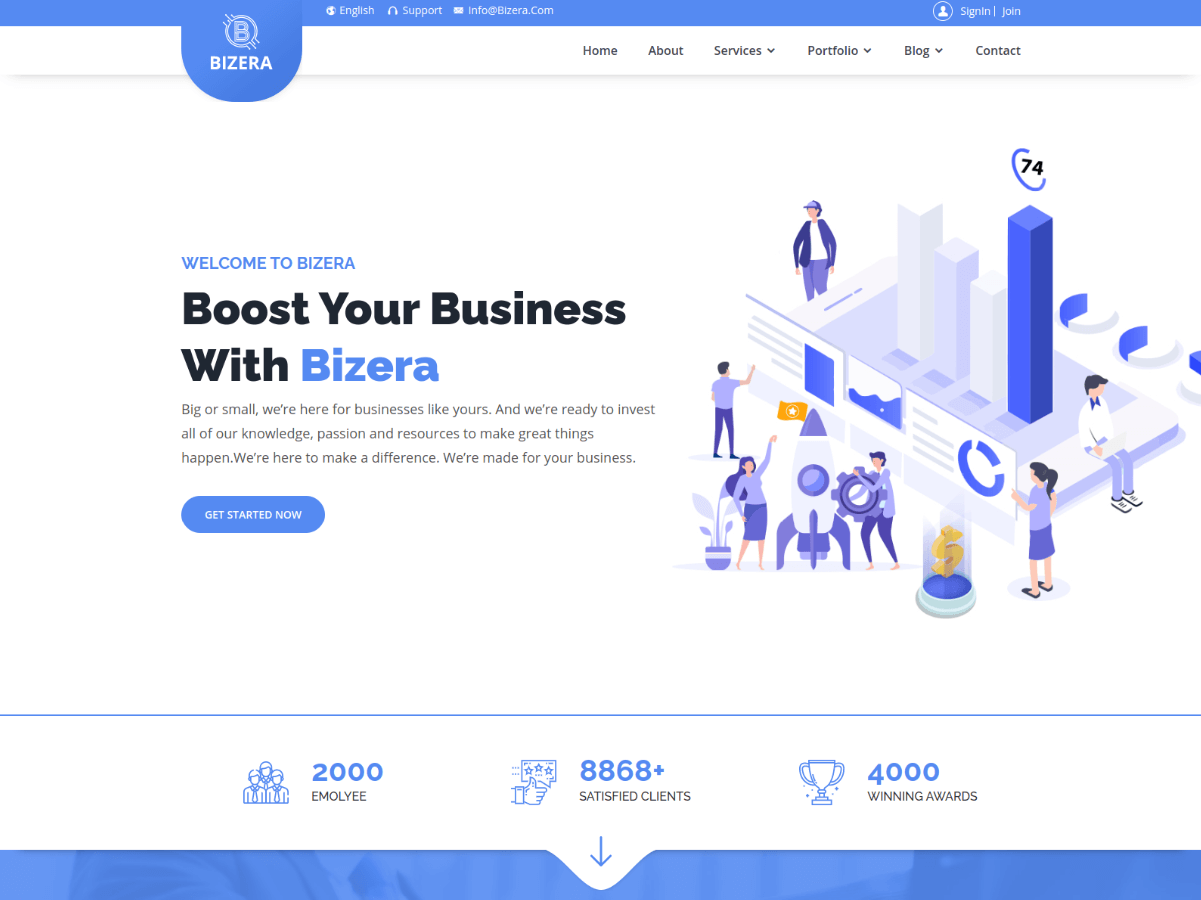 English Support Info@Bizera.Com SignIn| Join
BIZERA
Home About Services Portfolio Blog Contact
74
WELCOME TO BIZERA
Boost Your Business
With Bizera
Big or small, we're here for businesses like yours. And we're ready to invest
all of our knowledge, passion and resources to make great things
happen.We're here to make a difference. We're made for your business.
GET STARTED NOW
2000
EMOLYEE
8868+
SATISFIED CLIENTS
4000
WINNING AWARDS